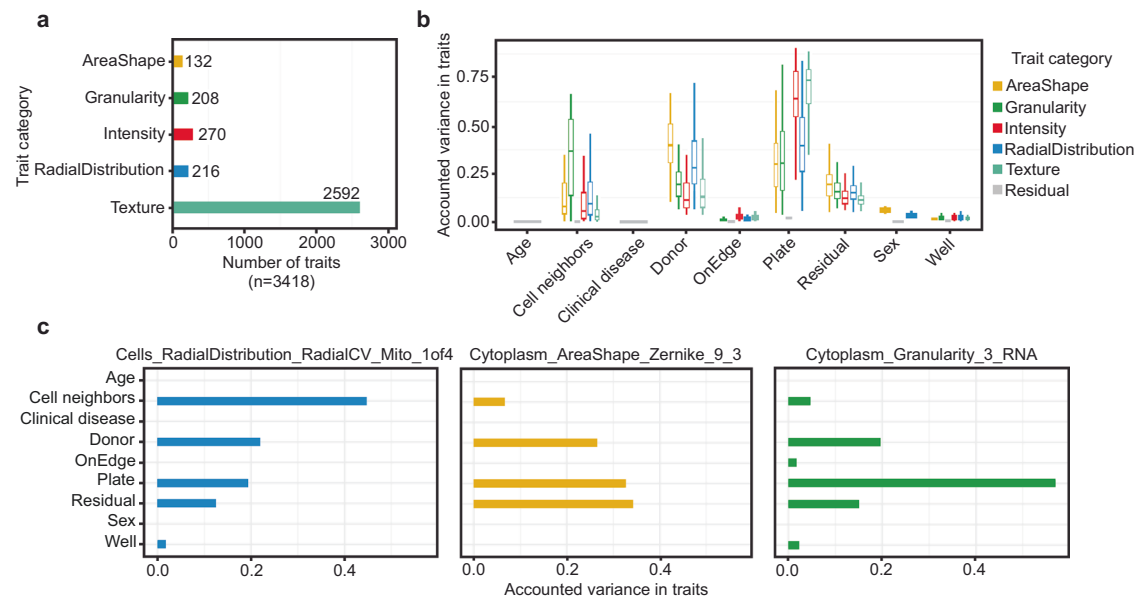 a
Trait category
AreaShape
Granularity
Intensity
RadialDistribution
Texture
132
208
270
216
2592
0
1000
2000
3000
Number of traits
(n=3418)
b
Accounted variance in traits
0.75
0.50
0.25
0.00
Age
Cell neighbors
Clinical disease
Donor
OnEdge
Plate
Residual
Sex
Well
Trait category
AreaShape
Granularity
Intensity
RadialDistribution
Texture
Residual
c
Cells_RadialDistribution_RadialCV_Mito_1of4
Cytoplasm_AreaShape_Zernike_9_3
Cytoplasm_Granularity_3_RNA
Age
Cell neighbors
Clinical disease
Donor
OnEdge
Plate
Residual
Sex
Well
0.0
0.4
0.0
0.2
0.4
0.0
0.2
0.4
Accounted variance in traits